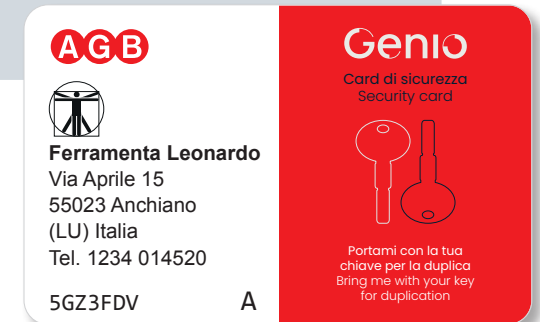 AGB
Ferramenta Leonardo
Via Aprile 15
55023 Anchiano
(LU) Italia
Tel. 1234 014520
5GZ3FDV A
Genio
Card di sicurezza
Security card
Portami con la tua
chiave per la duplica
Bring me with your key
for duplication